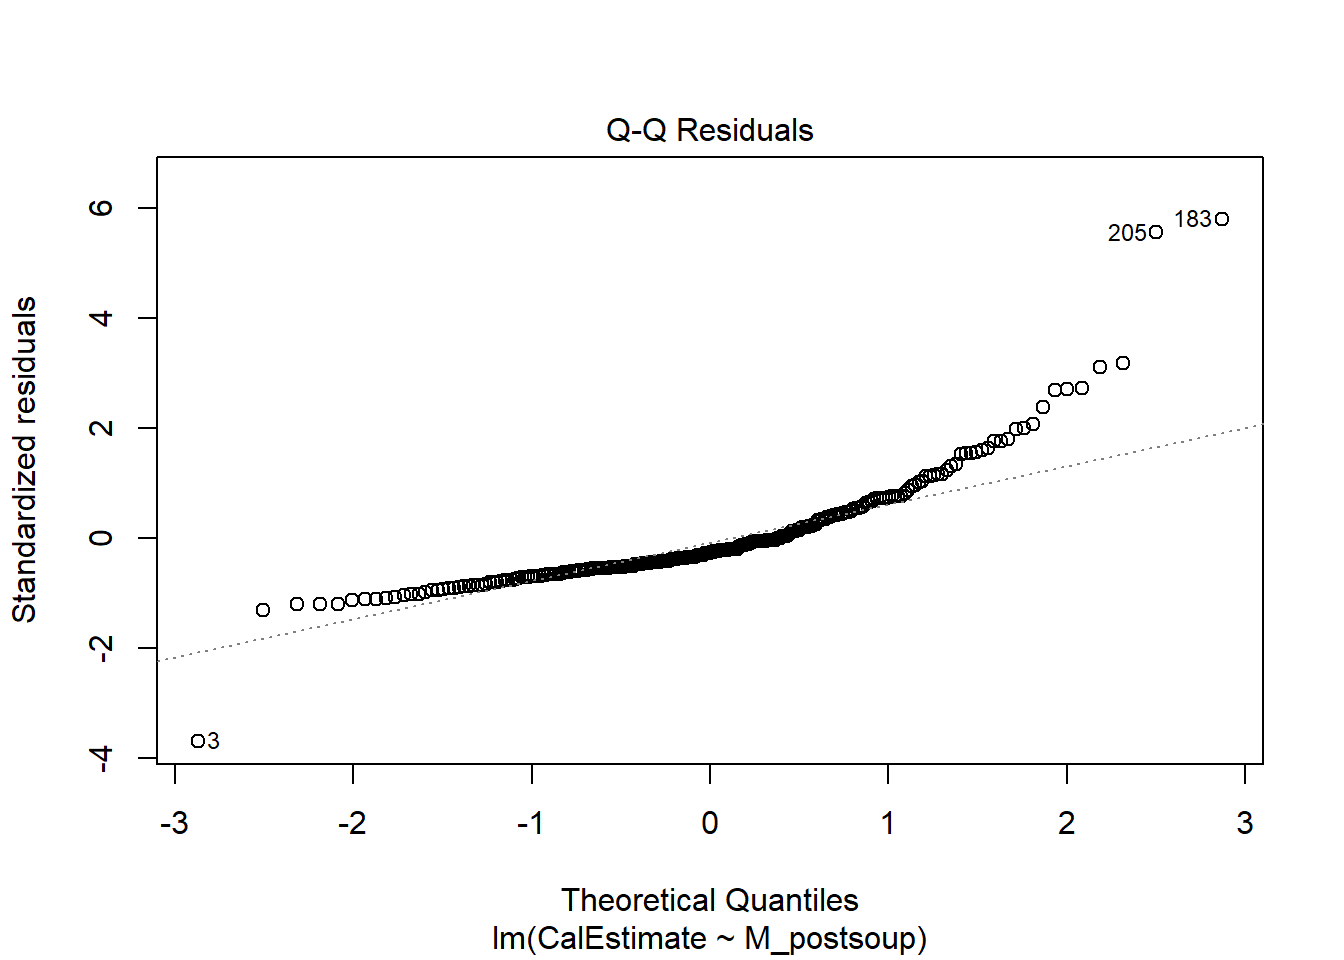 Q-Q Residuals
Standardized residuals
6
4
2
0
-2
-4
205
183
3
-3 -2 -1 0 1 2 3
Theoretical Quantiles
lm(CalEstimate ~ M_postsoup)